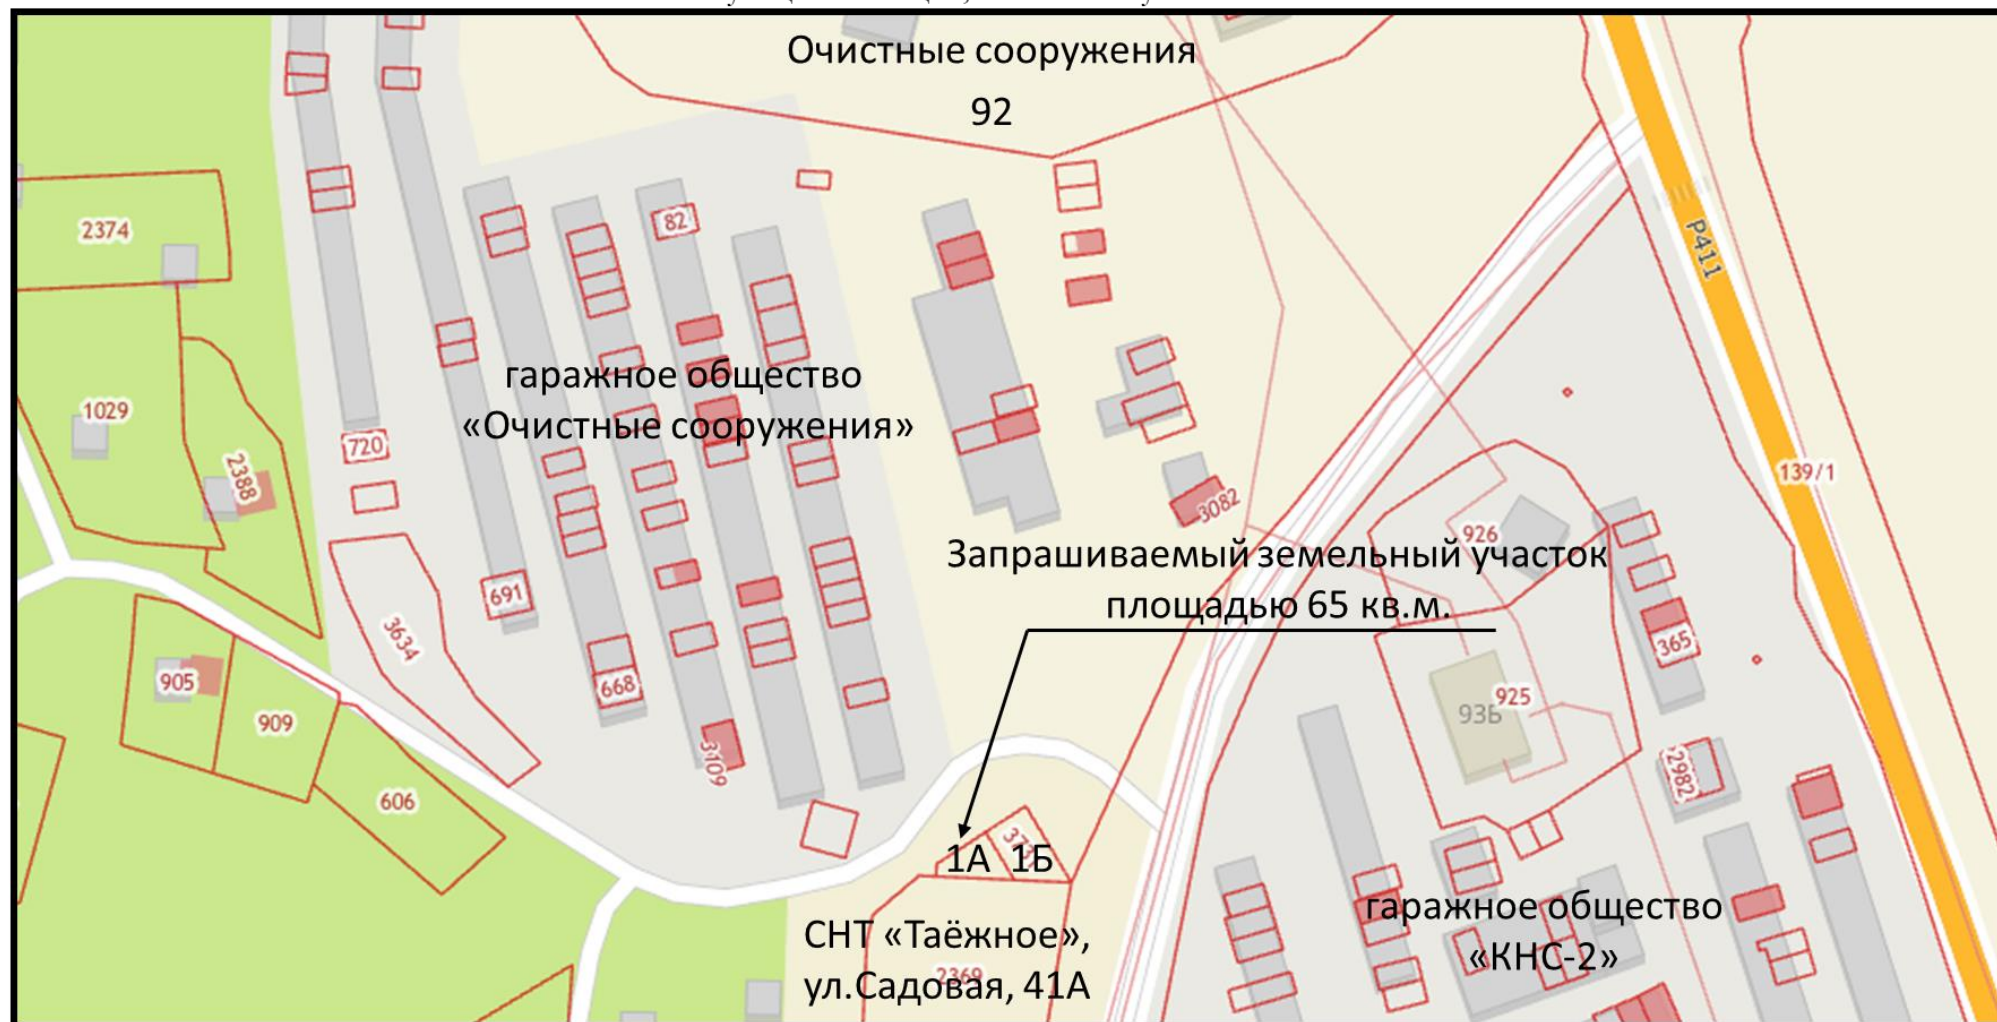 Очистные сооружения
92
2374
82
Р411
гаражное общество
«Очистные сооружения»
1029
720
2388
139/1
3082
926
Запрашиваемый земельный участок
площадью 65 кв.м.
691
3634
365
905
668
925
93Б
909
3109
2982
606
1А 1Б
гаражное общество
«КНС-2»
СНТ «Таёжное»,
2369
ул.Садовая, 41А